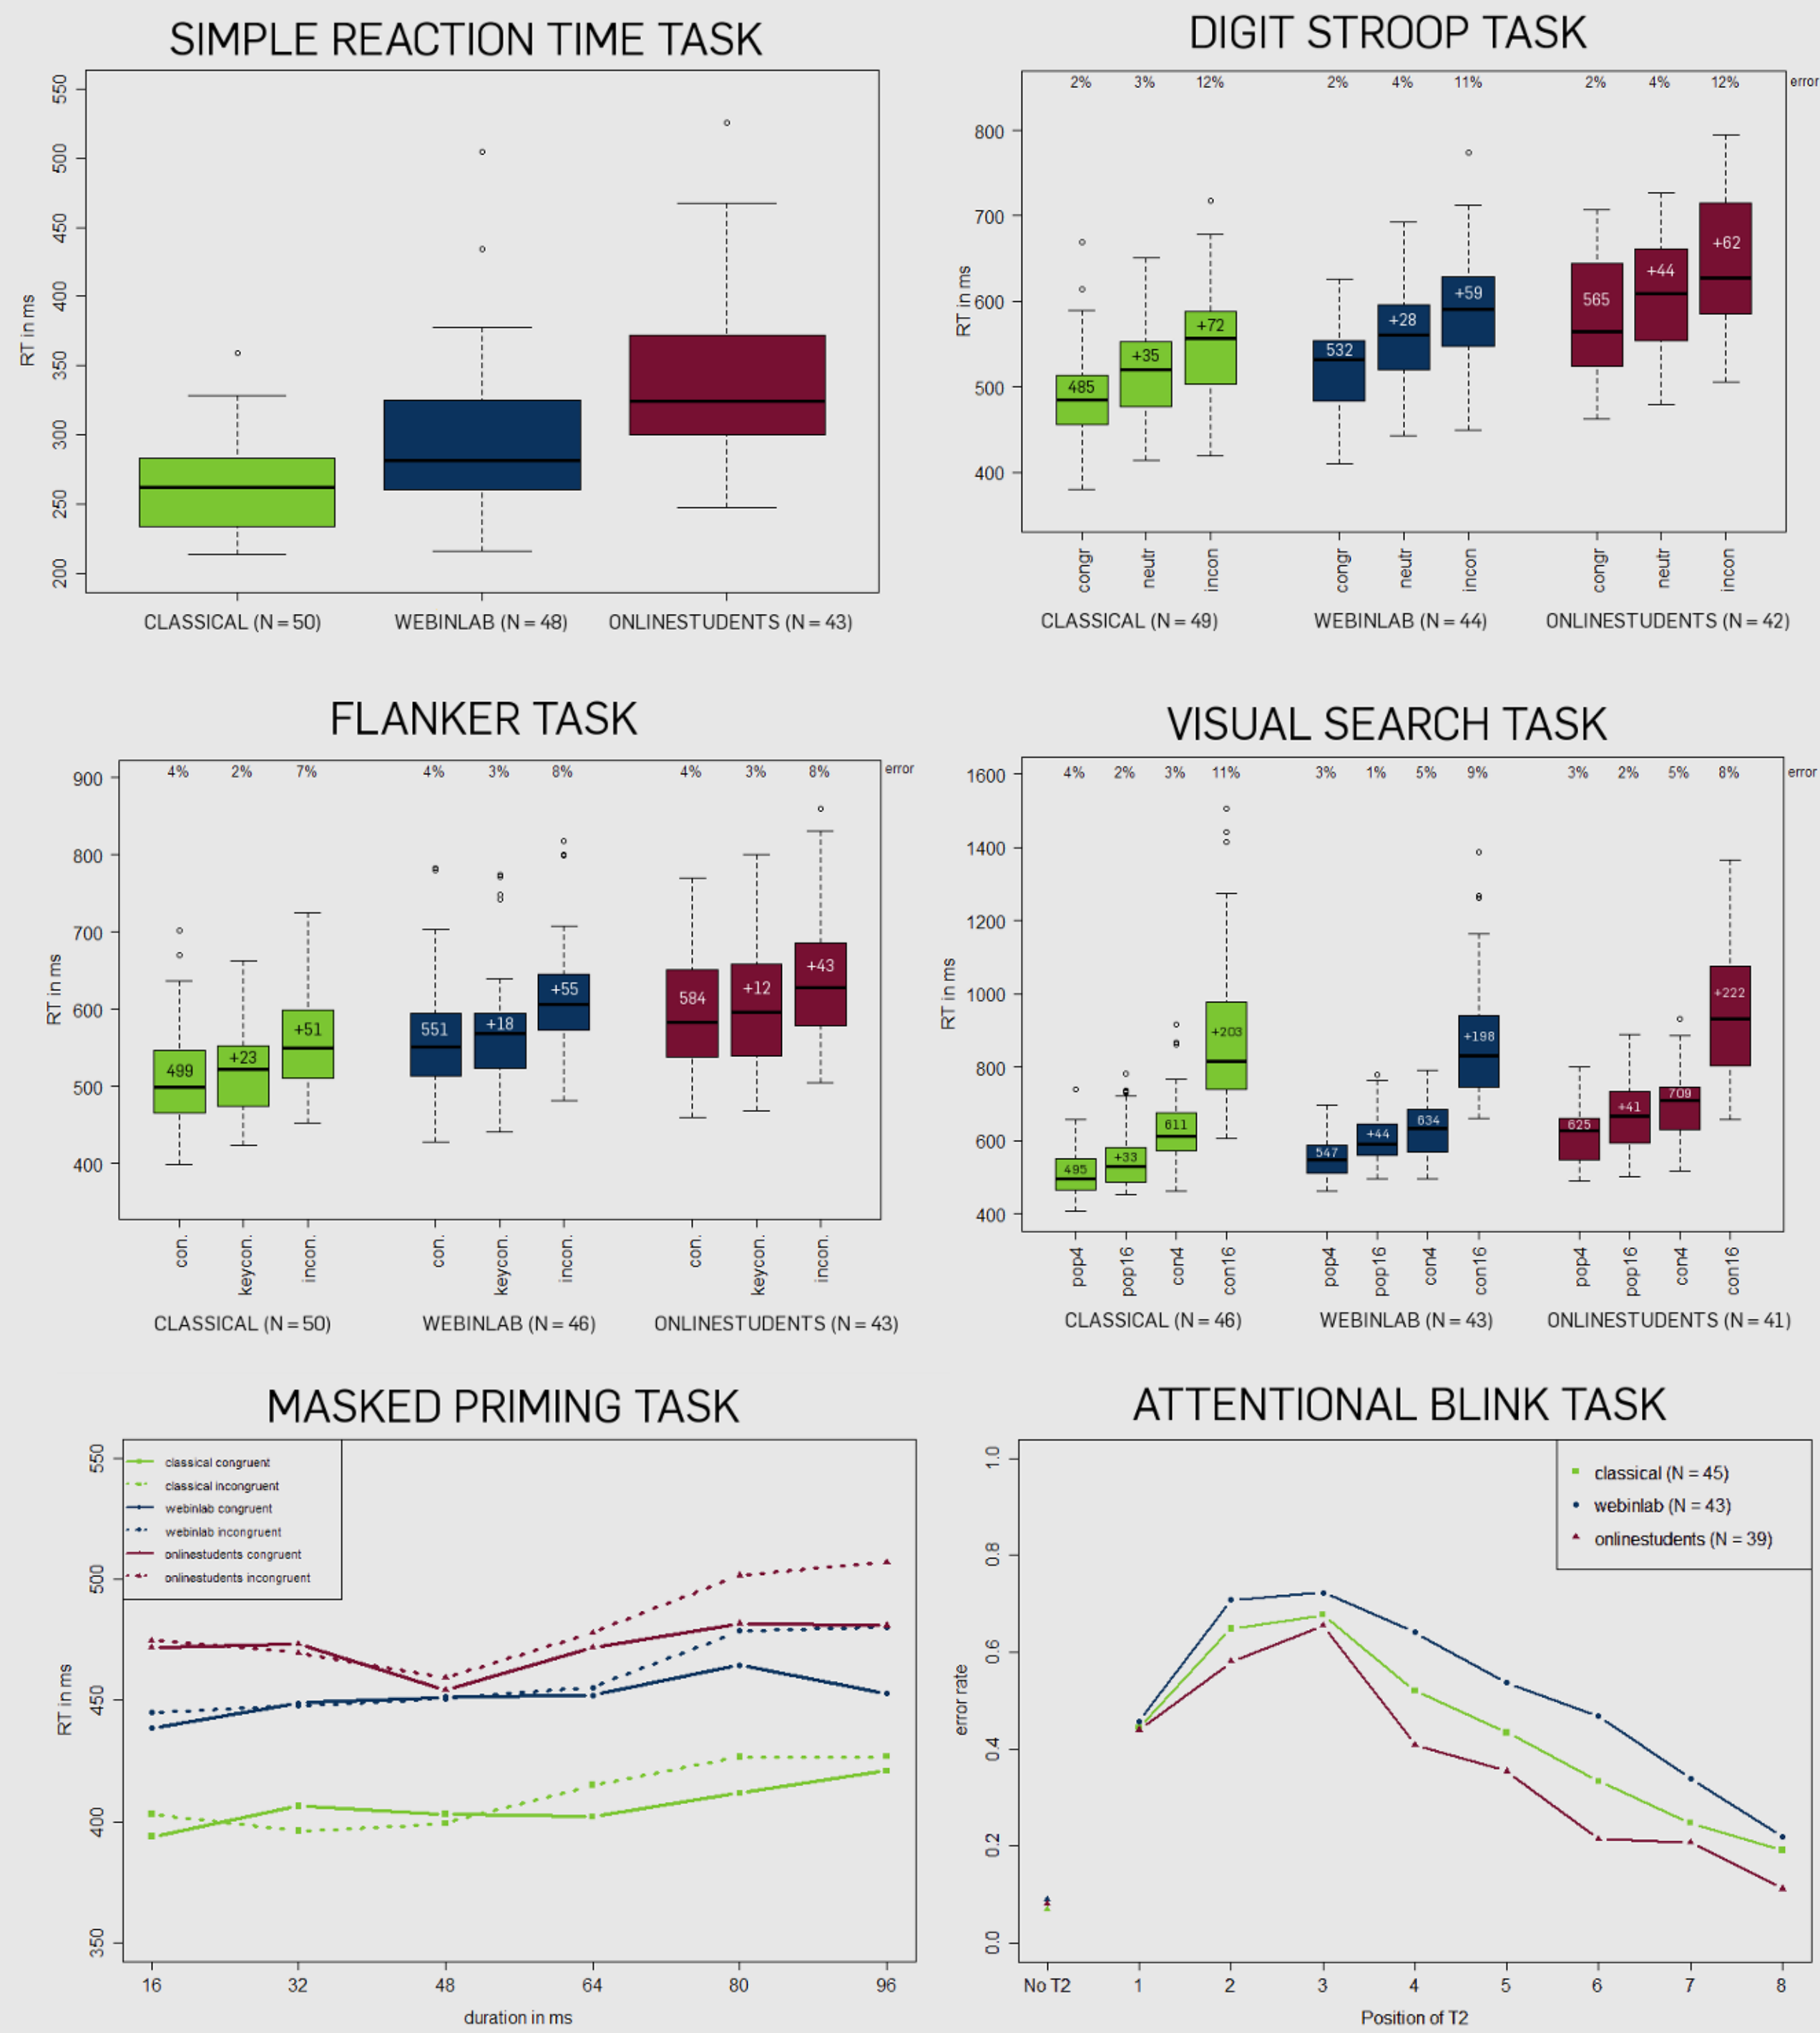 SIMPLE REACTION TIME TASK
550
500
450
400
350
300
250
200
RT in ms
CLASSICAL (N = 50) WEBINLAB (N = 48) ONLINESTUDENTS (N = 43)
DIGIT STROOP TASK
2% 3% 12% 2% 4% 11% 2% 4% 12% error
800
700
600
500
400
RT in ms
485 +35 +72 532 +28 +59 565 +44 +62
congr neutr incon congr neutr incon congr neutr incon
CLASSICAL (N = 49) WEBINLAB (N = 44) ONLINESTUDENTS (N = 42)
FLANKER TASK
4% 2% 7% 4% 3% 8% 4% 3% 8% error
900
800
700
600
500
400
RT in ms
499 +23 +51 551 +18 +55 584 +12 +43
con. keycon. incon. con. keycon. incon. con. keycon. incon.
CLASSICAL (N = 50) WEBINLAB (N = 46) ONLINESTUDENTS (N = 43)
VISUAL SEARCH TASK
4% 2% 3% 11% 3% 1% 5% 9% 3% 2% 5% 8% error
1600
1400
1200
1000
800
600
400
RT in ms
495 +33 611 +203 547 +44 634 +198 625 +41 709 +222
pop4 pop16 con4 con16 pop4 pop16 con4 con16 pop4 pop16 con4 con16
CLASSICAL (N = 46) WEBINLAB (N = 43) ONLINESTUDENTS (N = 41)
MASKED PRIMING TASK
classical congruent
classical incongruent
webinlab congruent
webinlab incongruent
onlinestudents congruent
onlinestudents incongruent
550
500
450
400
350
RT in ms
16 32 48 64 80 96
duration in ms
ATTENTIONAL BLINK TASK
classical (N = 45)
webinlab (N = 43)
onlinestudents (N = 39)
1.0
0.8
0.6
0.4
0.2
0.0
error rate
No T2 1 2 3 4 5 6 7 8
Position of T2